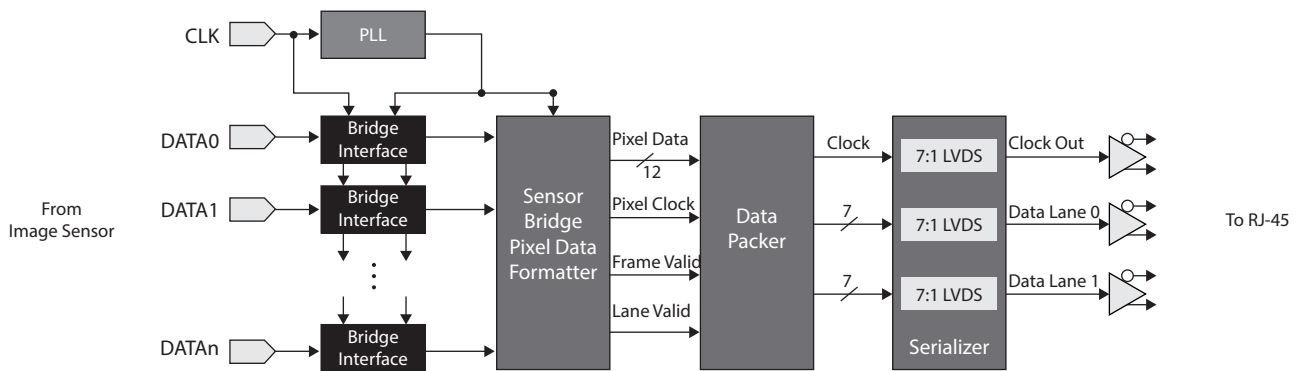 CLK
PLL
DATA0
Bridge
Interface
DATA1
Bridge
Interface
DATAn
Bridge
Interface
From
Image Sensor
Sensor
Bridge
Pixel Data
Formatter
Pixel Data
12
Pixel Clock
Frame Valid
Lane Valid
Data
Packer
Clock
7
7
7:1 LVDS
7:1 LVDS
7:1 LVDS
Serializer
Clock Out
Data Lane 0
Data Lane 1
To RJ-45